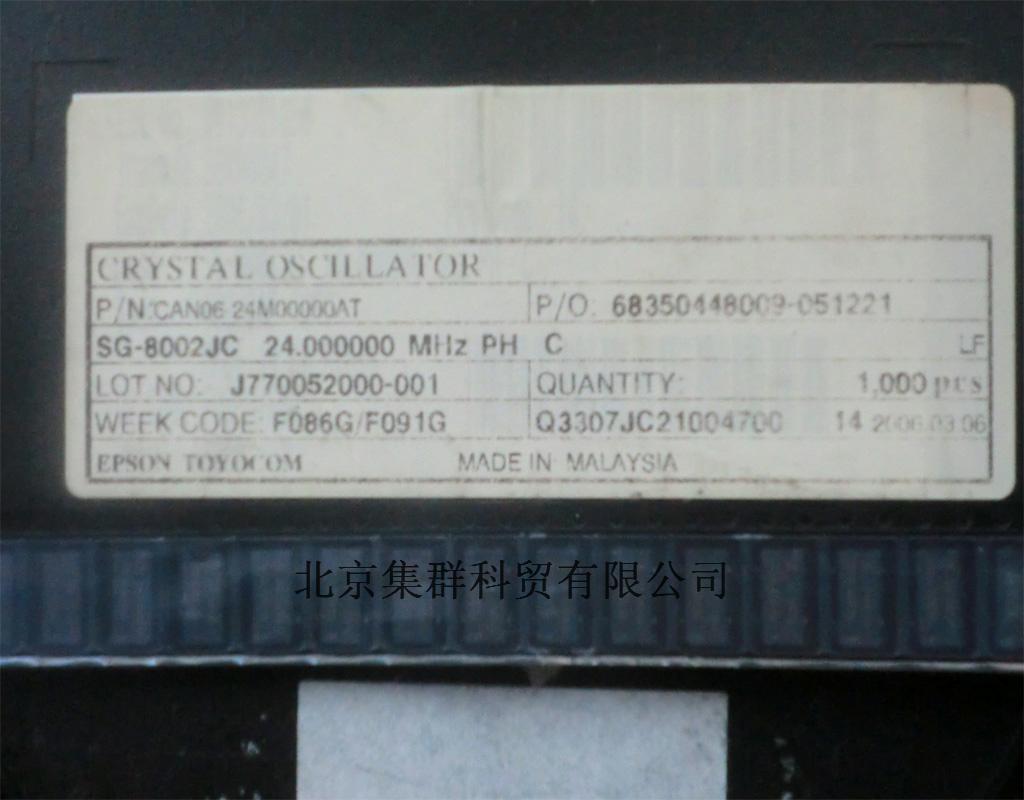 CRYSTAL OSCILLATOR
P/N:CAN06 24M00000AT P/O: 68350448009-051221
SG-8002JC 24.000000 MHz PH C LF
LOT NO: J770052000-001 QUANTITY: 1,000 pcs
WEEK CODE: F086G/F091G Q3307JC21004700 14 2006.03.06
EPSON TOYOCOM MADE IN MALAYSIA
北京集群科贸有限公司